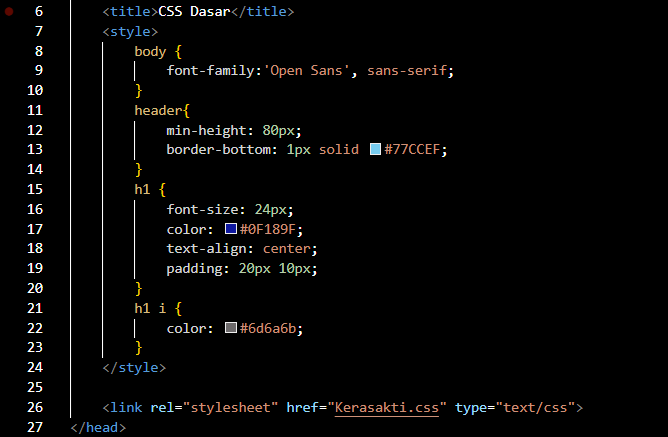 6 <title>CSS Dasar</title>
7 <style>
8 body {
9 font-family:'Open Sans', sans-serif;
10 }
11 header{
12 min-height: 80px;
13 border-bottom: 1px solid #77CCEF;
14 }
15 h1 {
16 font-size: 24px;
17 color: #0F189F;
18 text-align: center;
19 padding: 20px 10px;
20 }
21 h1 i {
22 color: #6d6a6b;
23 }
24 </style>
25
26 <link rel="stylesheet" href="Kerasakti.css" type="text/css">
27 </head>